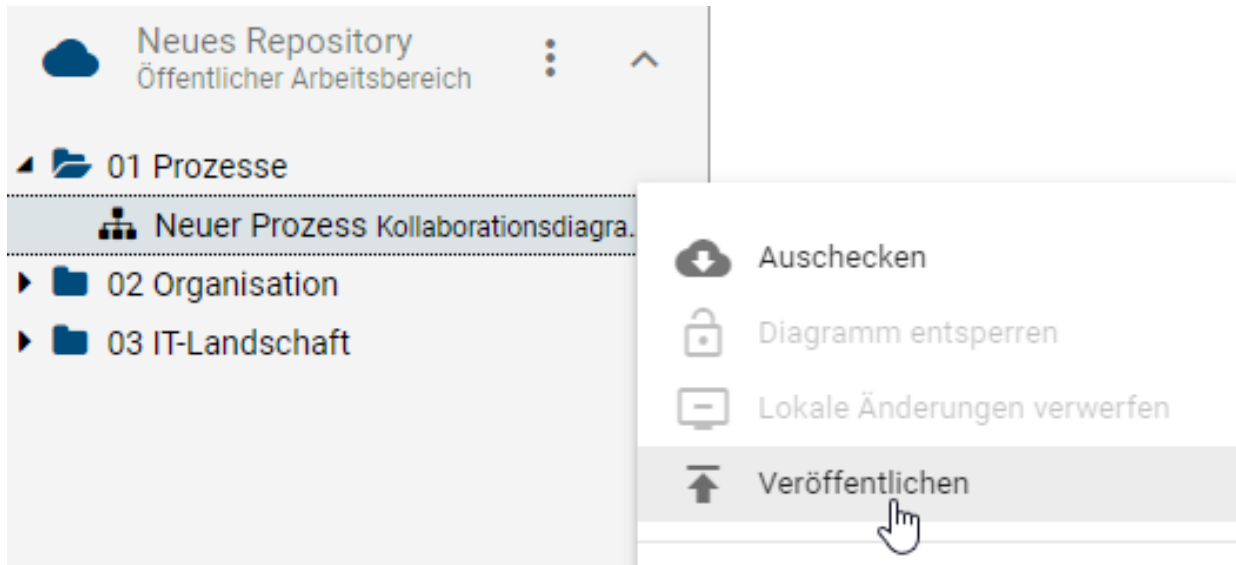 Neues Repository
Öffentlicher Arbeitsbereich
01 Prozesse
Neuer Prozess Kollaborationsdiagra..
02 Organisation
03 IT-Landschaft
Auschecken
Diagramm entsperren
Lokale Änderungen verwerfen
Veröffentlichen